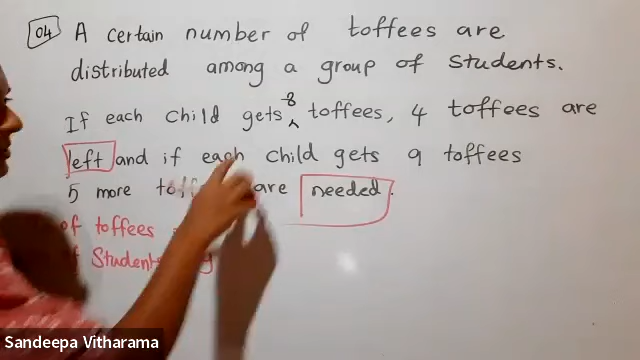 04 A certain number of toffees are
distributed among a group of students.
If each child gets 8 toffees, 4 toffees are
left and if each child gets 9 toffees
5 more are needed.
of toffees
Sandeepa Vitharama